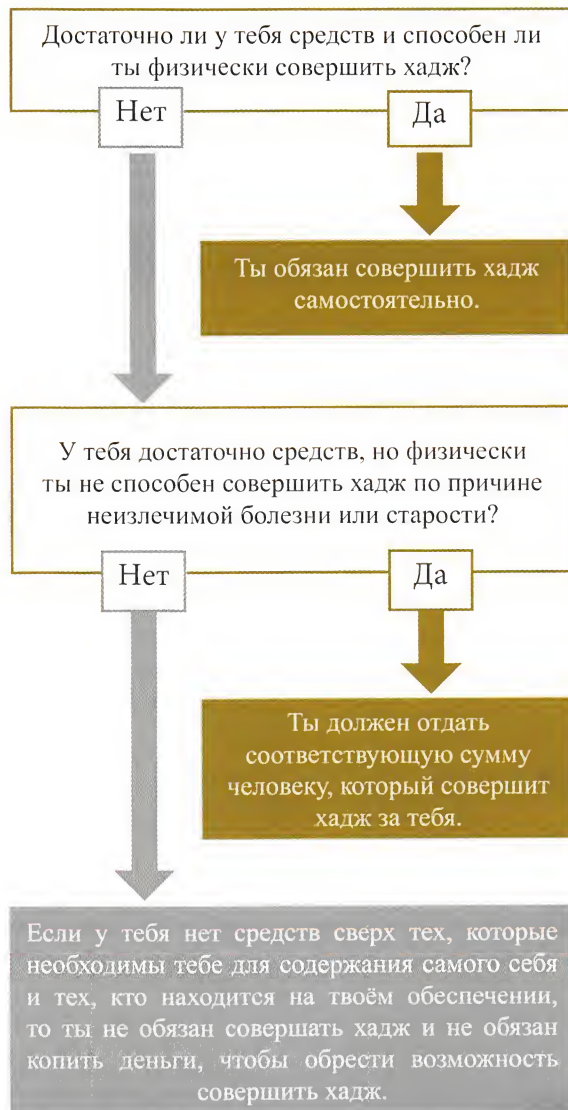 Достаточно ли у тебя средств и способен ли
ты физически совершить хадж?
Нет
Да
Ты обязан совершить хадж
самостоятельно.
У тебя достаточно средств, но физически
ты не способен совершить хадж по причине
неизлечимой болезни или старости?
Нет
Да
Ты должен отдать
соответствующую сумму
человеку, который совершит
хадж за тебя.
Если у тебя нет средств сверх тех, которые
необходимы тебе для содержания самого себя
и тех, кто находится на твоём обеспечении,
то ты не обязан совершать хадж и не обязан
копить деньги, чтобы обрести возможность
совершить хадж.